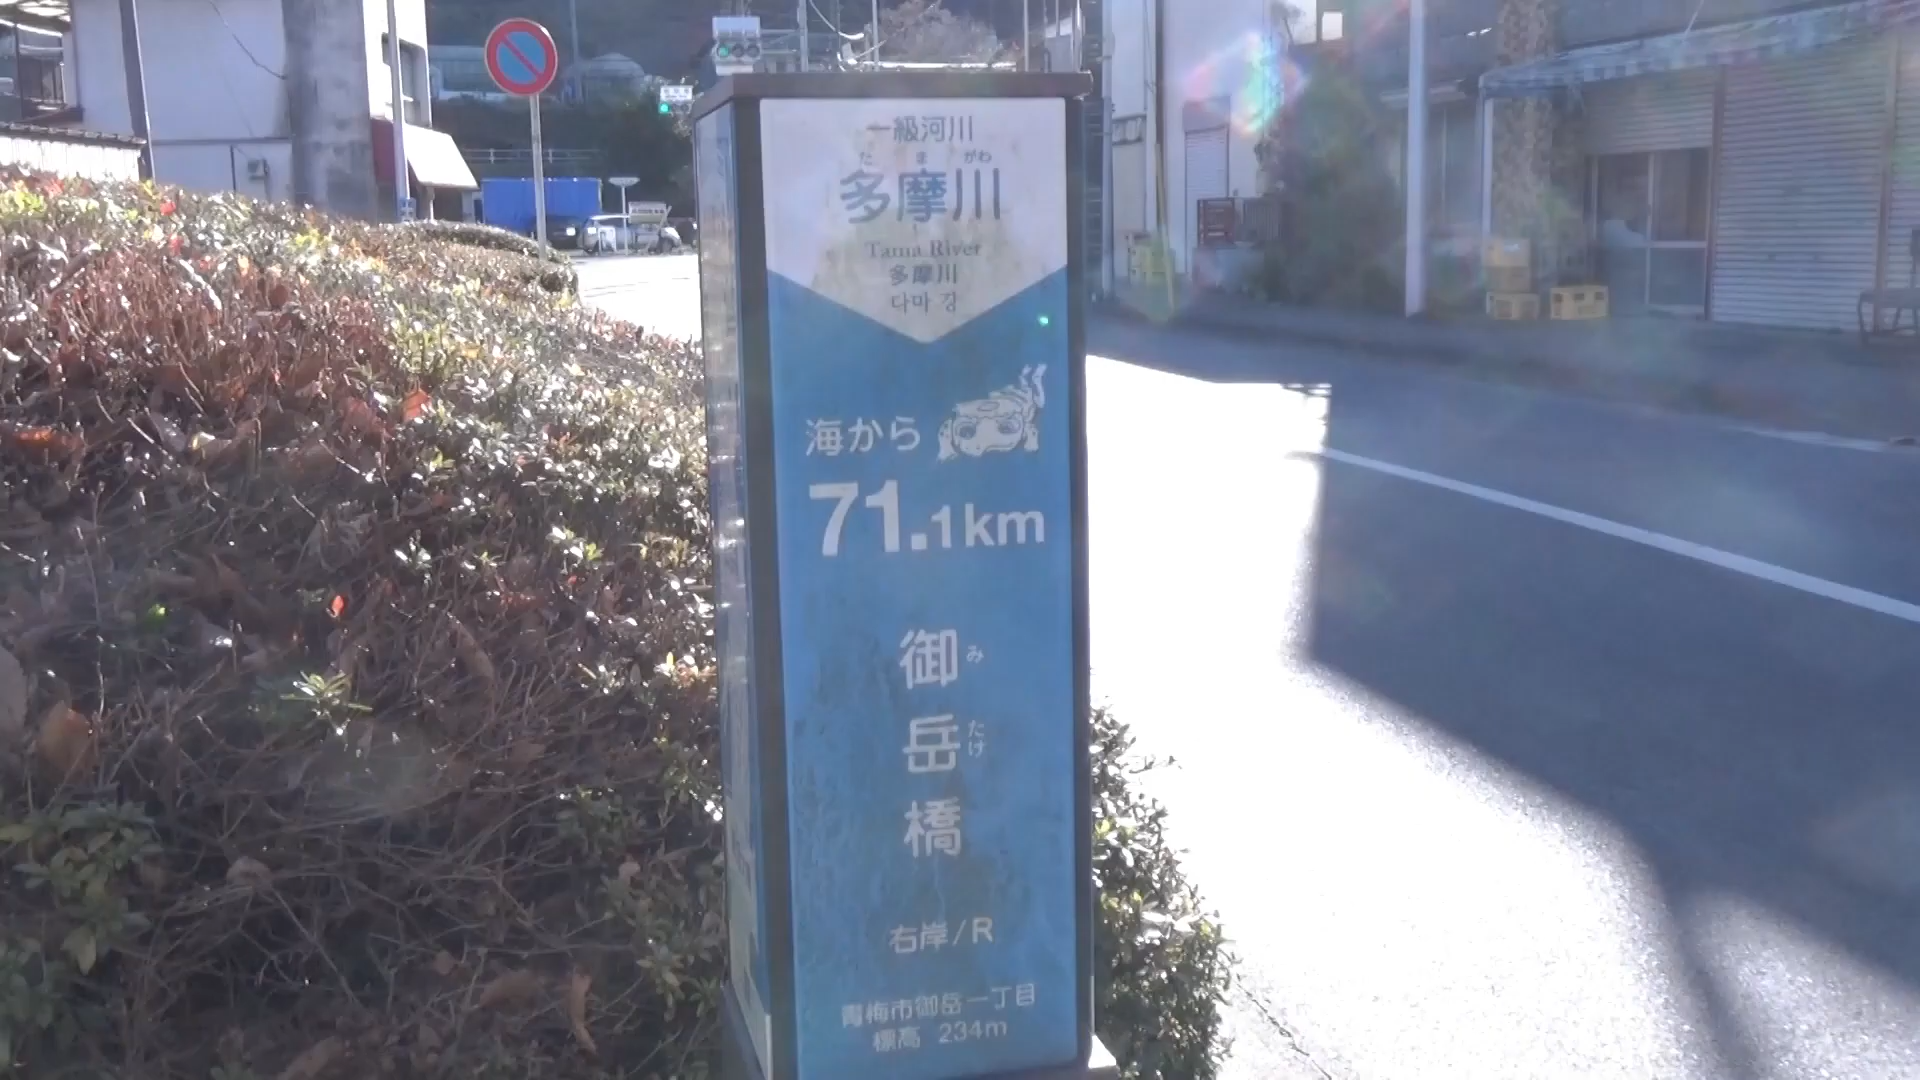 一級河川
た ま がわ
多摩川
Tama River
多摩川
다마 강
海から
71.1km
御岳橋
み たけ
右岸/R
青梅市御岳一丁目
標高 234m